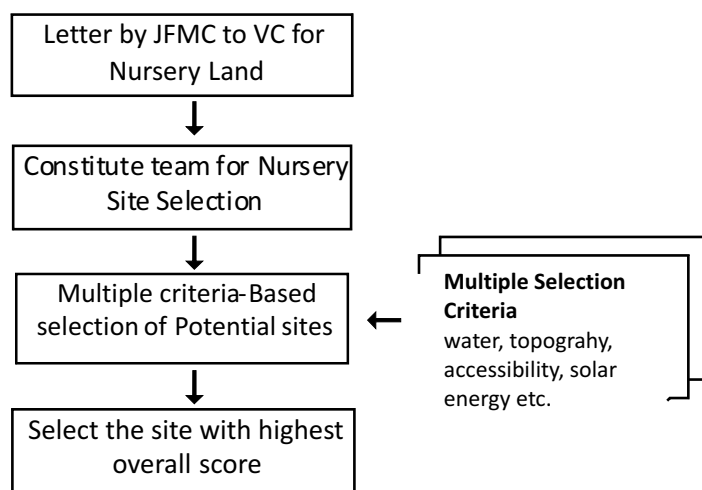 Letter by JFMC to VC for
Nursery Land
Constitute team for Nursery
Site Selection
Multiple criteria-Based
selection of Potential sites
Multiple Selection
Criteria
water, topograhy,
accessibility, solar
energy etc.
Select the site with highest
overall score